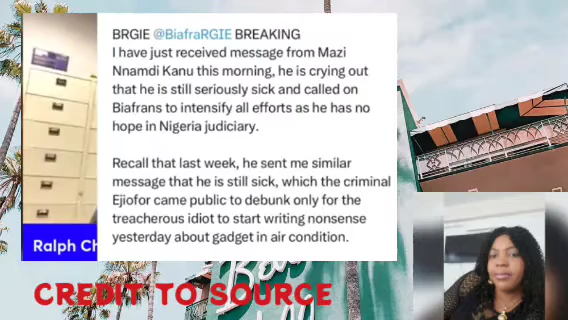 BRGIE @BiafraRGIE BREAKING
I have just received message from Mazi
Nnamdi Kanu this morning, he is crying out
that he is still seriously sick and called on
Biafrans to intensify all efforts as he has no
hope in Nigeria judiciary.
Recall that last week, he sent me similar
message that he is still sick, which the criminal
Ejiofor came public to debunk only for the
treacherous idiot to start writing nonsense
yesterday about gadget in air condition.
Ralph Ch
CREDIT TO SOURCE